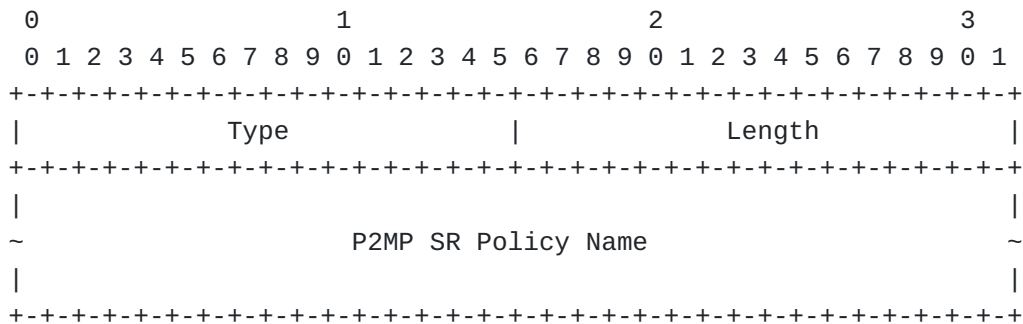 0                   1                   2                   3
 0 1 2 3 4 5 6 7 8 9 0 1 2 3 4 5 6 7 8 9 0 1 2 3 4 5 6 7 8 9 0 1
+-+-+-+-+-+-+-+-+-+-+-+-+-+-+-+-+-+-+-+-+-+-+-+-+-+-+-+-+-+-+-+-+
|             Type              |             Length            |
+-+-+-+-+-+-+-+-+-+-+-+-+-+-+-+-+-+-+-+-+-+-+-+-+-+-+-+-+-+-+-+-+
|                                                               |
~                     P2MP SR Policy Name                       ~
|                                                               |
+-+-+-+-+-+-+-+-+-+-+-+-+-+-+-+-+-+-+-+-+-+-+-+-+-+-+-+-+-+-+-+-+